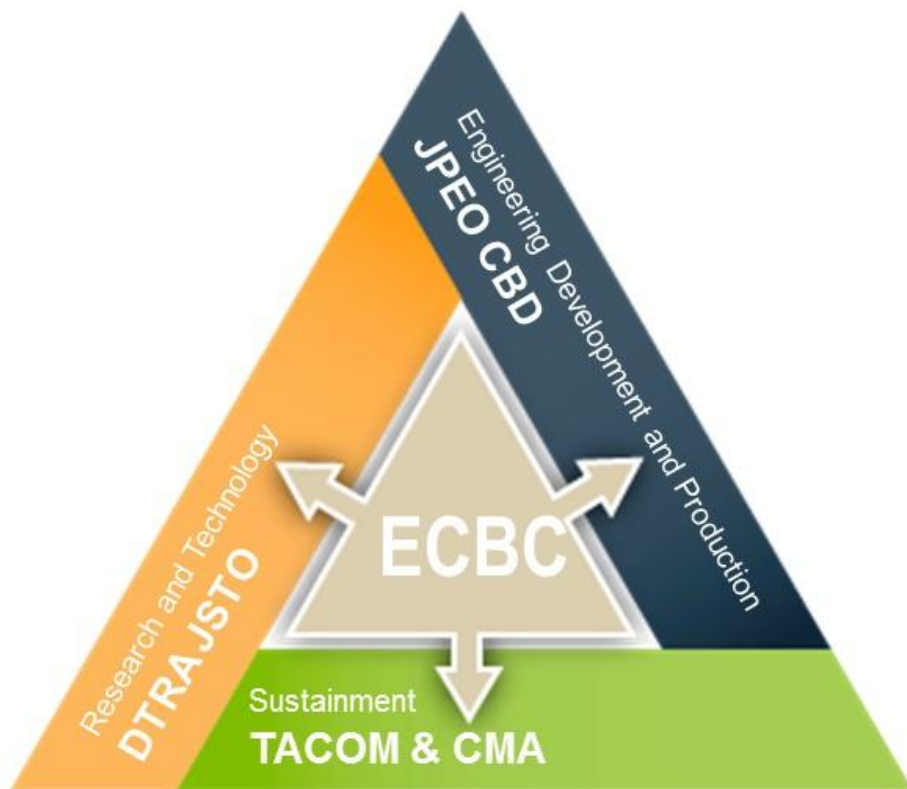 Engineering Development and Production
JPEO CBD
Research and Technology
DTRAJSTO
ECBC
Sustainment
TACOM & CMA